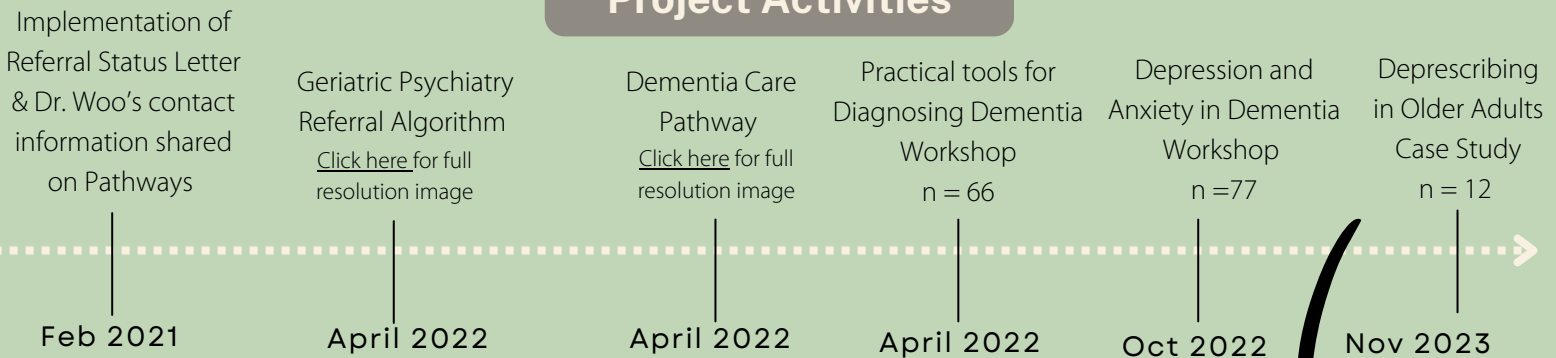 Project Activities
Implementation of
Referral Status Letter
& Dr. Woo's contact
information shared
on Pathways
Feb 2021
Geriatric Psychiatry
Referral Algorithm
Click here for full
resolution image
April 2022
Dementia Care
Pathway
Click here for full
resolution image
April 2022
Practical tools for
Diagnosing Dementia
Workshop
n = 66
April 2022
Depression and
Anxiety in Dementia
Workshop
n =77
Oct 2022
Deprescribing
in Older Adults
Case Study
n = 12
Nov 2023